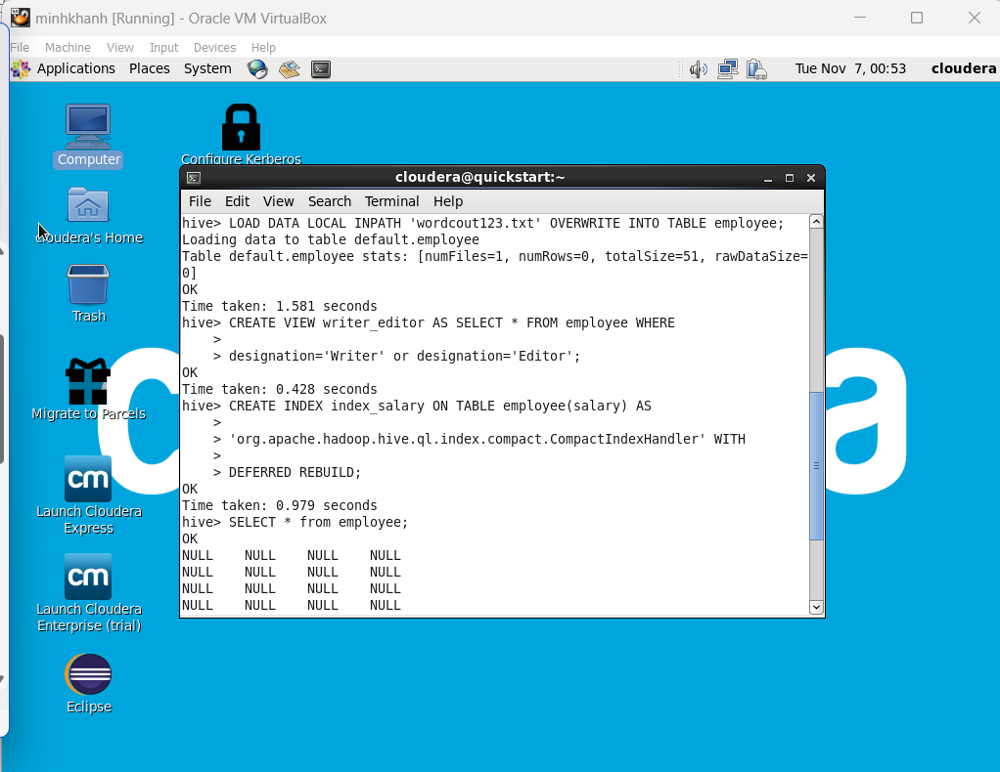 minhkhanh [Running] - Oracle VM VirtualBox
File Machine View Input Devices Help
Applications Places System
Tue Nov 7, 00:53 cloudera
Computer
Configure Kerberos
cloudera's Home
Trash
Migrate to Parcels
cm
Launch Cloudera
Express
cm
Launch Cloudera
Enterprise (trial)
Eclipse
cloudera@quickstart:~
File Edit View Search Terminal Help
hive> LOAD DATA LOCAL INPATH 'wordcout123.txt' OVERWRITE INTO TABLE employee;
Loading data to table default.employee
Table default.employee stats: [numFiles=1, numRows=0, totalSize=51, rawDataSize=
0]
OK
Time taken: 1.581 seconds
hive> CREATE VIEW writer_editor AS SELECT * FROM employee WHERE
    >
    > designation='Writer' or designation='Editor';
OK
Time taken: 0.428 seconds
hive> CREATE INDEX index_salary ON TABLE employee(salary) AS
    >
    > 'org.apache.hadoop.hive.ql.index.compact.CompactIndexHandler' WITH
    >
    > DEFERRED REBUILD;
OK
Time taken: 0.979 seconds
hive> SELECT * from employee;
OK
NULL    NULL    NULL    NULL
NULL    NULL    NULL    NULL
NULL    NULL    NULL    NULL
NULL    NULL    NULL    NULL
c a